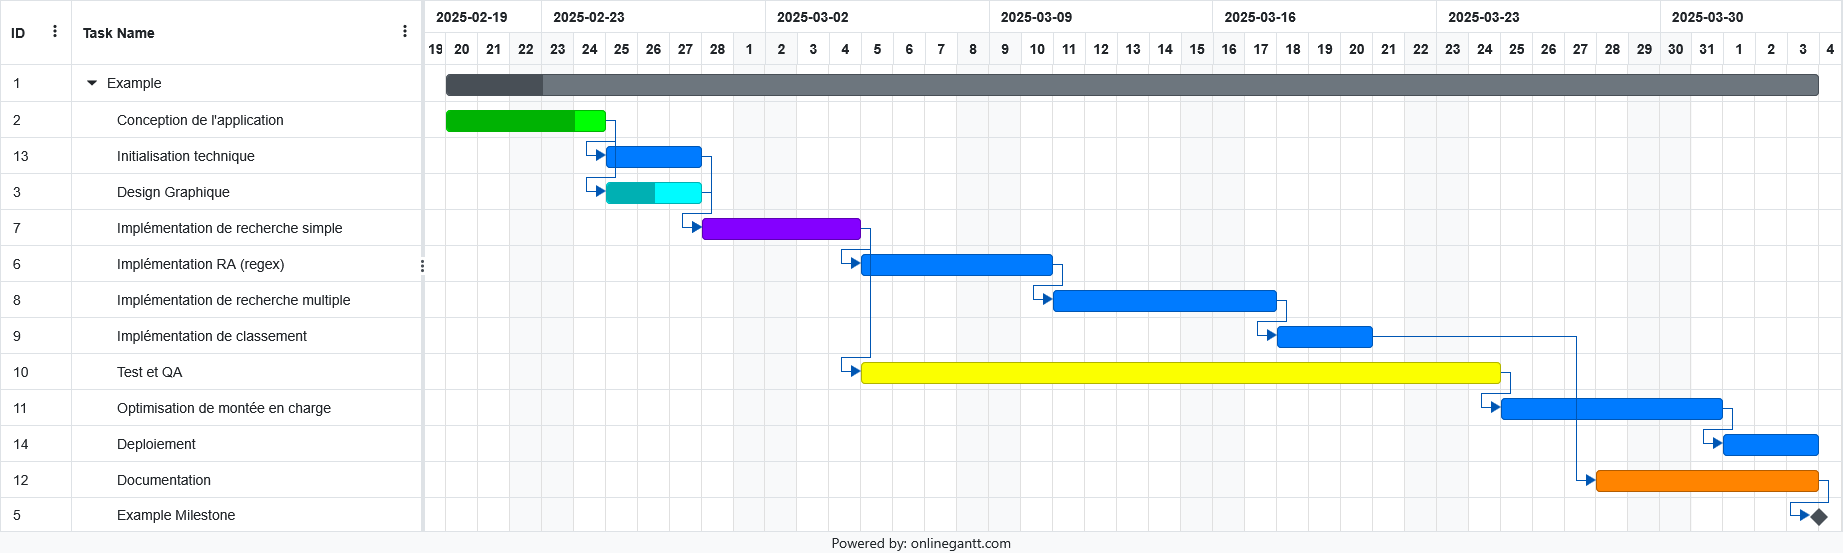 ID Task Name 2025-02-19 2025-02-23 2025-03-02 2025-03-09 2025-03-16 2025-03-23 2025-03-30
19 20 21 22 23 24 25 26 27 28 1 2 3 4 5 6 7 8 9 10 11 12 13 14 15 16 17 18 19 20 21 22 23 24 25 26 27 28 29 30 31 1 2 3 4
1 Example
2 Conception de l'application
13 Initialisation technique
3 Design Graphique
7 Implémentation de recherche simple
6 Implémentation RA (regex)
8 Implémentation de recherche multiple
9 Implémentation de classement
10 Test et QA
11 Optimisation de montée en charge
14 Deploiement
12 Documentation
5 Example Milestone
Powered by: onlinegantt.com